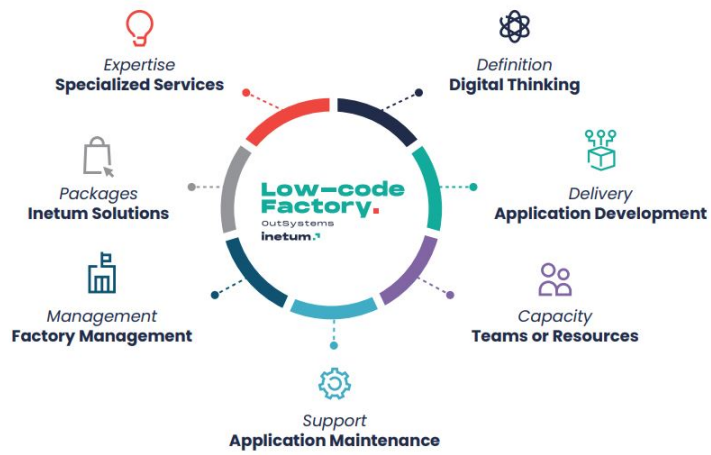 Expertise
Specialized Services
Definition
Digital Thinking
Packages
Inetum Solutions
Low-code
Factory.
OutSystems
inetum.
Delivery
Application Development
Management
Factory Management
Capacity
Teams or Resources
Support
Application Maintenance